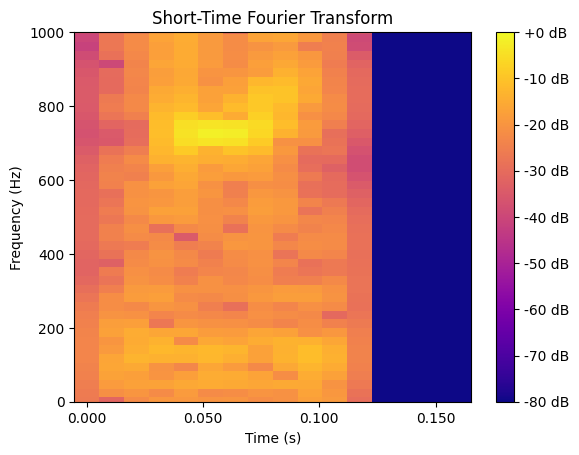 Short-Time Fourier Transform
1000
800
600
400
200
0
Frequency (Hz)
0.000
0.050
0.100
0.150
Time (s)
+0 dB
-10 dB
-20 dB
-30 dB
-40 dB
-50 dB
-60 dB
-70 dB
-80 dB